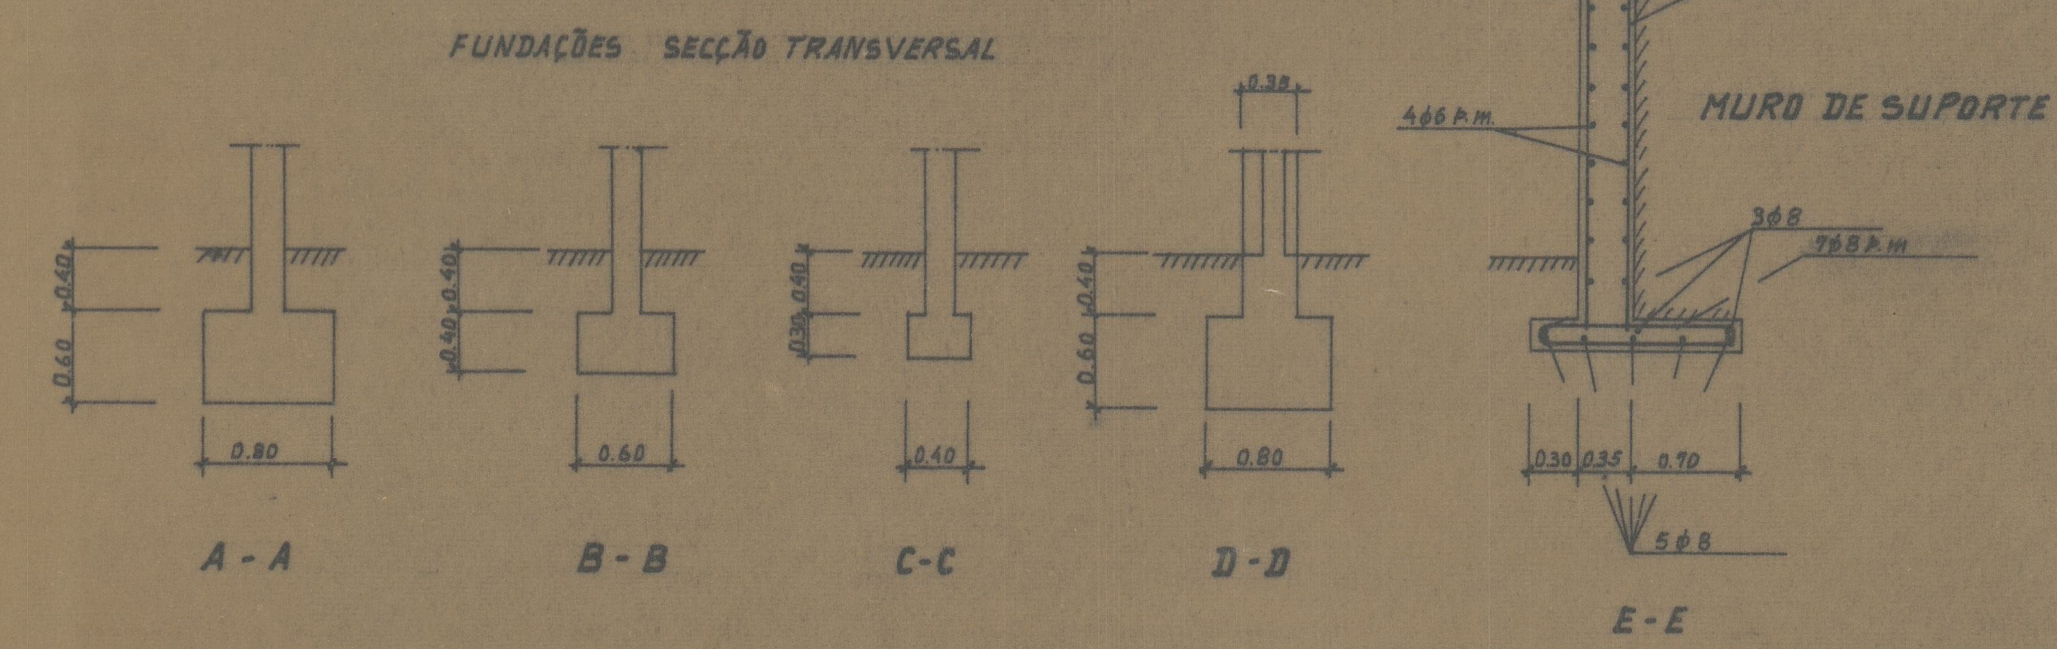 FUNDAÇÕES SECÇÃO TRANSVERSAL
MURO DE SUPORTE
0.40
0.60
0.80
A - A
0.40
0.40
0.60
B - B
0.40
0.30
0.40
C-C
0.35
0.40
0.60
0.80
D-D
4ϕ6 P.m.
3ϕ8
7ϕ8 P.m
0.30 0.35 0.70
5ϕ8
E-E